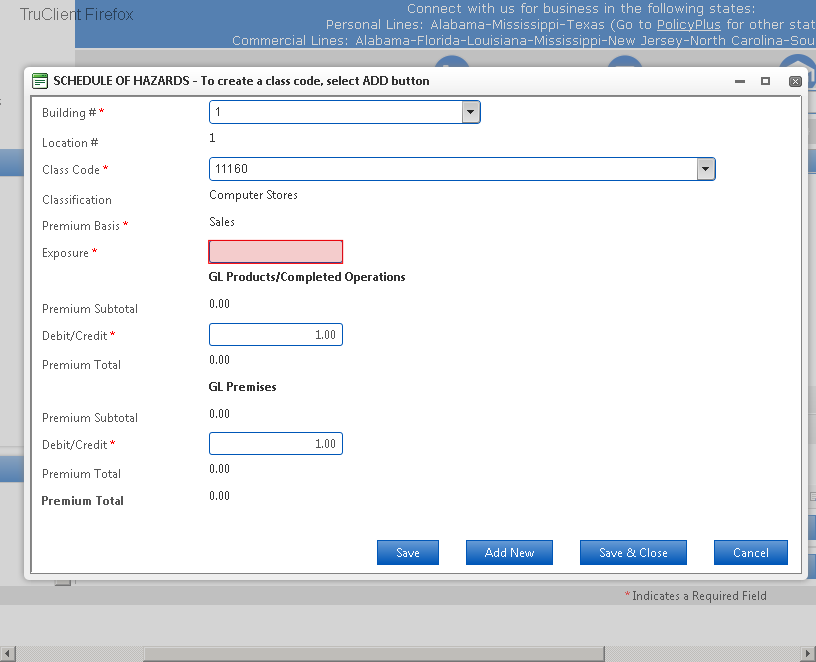 TruClient Firefox
Connect with us for business in the following states:
Personal Lines: Alabama-Mississippi-Texas (Go to PolicyPlus for other stat
Commercial Lines: Alabama-Florida-Louisiana-Mississippi-New Jersey-North Carolina-Sou
SCHEDULE OF HAZARDS - To create a class code, select ADD button
Building #* 1
Location # 1
Class Code * 11160
Classification Computer Stores
Premium Basis * Sales
Exposure *
GL Products/Completed Operations
Premium Subtotal 0.00
Debit/Credit * 1.00
Premium Total 0.00
GL Premises
Premium Subtotal 0.00
Debit/Credit * 1.00
Premium Total 0.00
Premium Total 0.00
Save Add New Save & Close Cancel
* Indicates a Required Field